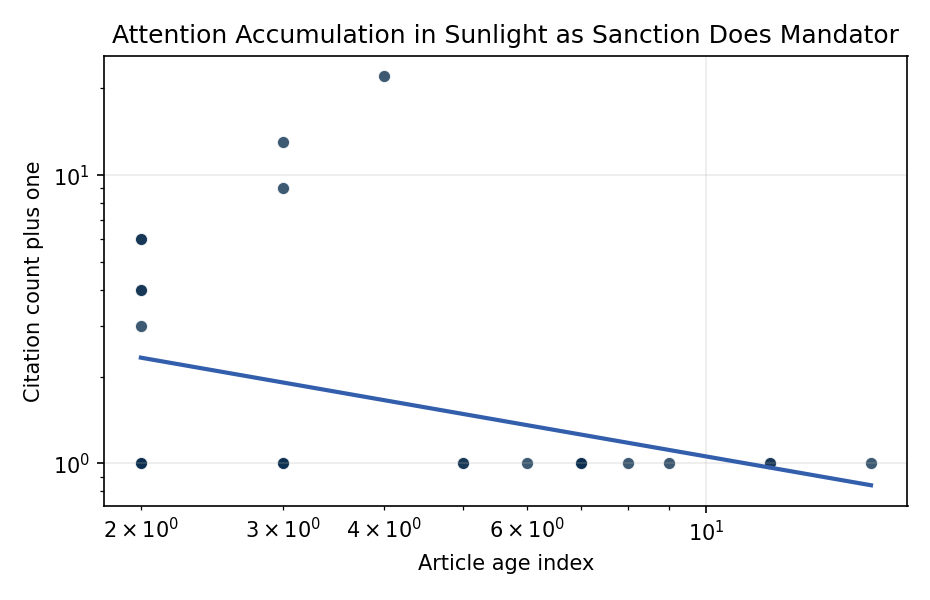 Attention Accumulation in Sunlight as Sanction Does Mandator
Citation count plus one
10¹
10⁰
2 × 10⁰ 3 × 10⁰ 4 × 10⁰ 6 × 10⁰ 10¹
Article age index